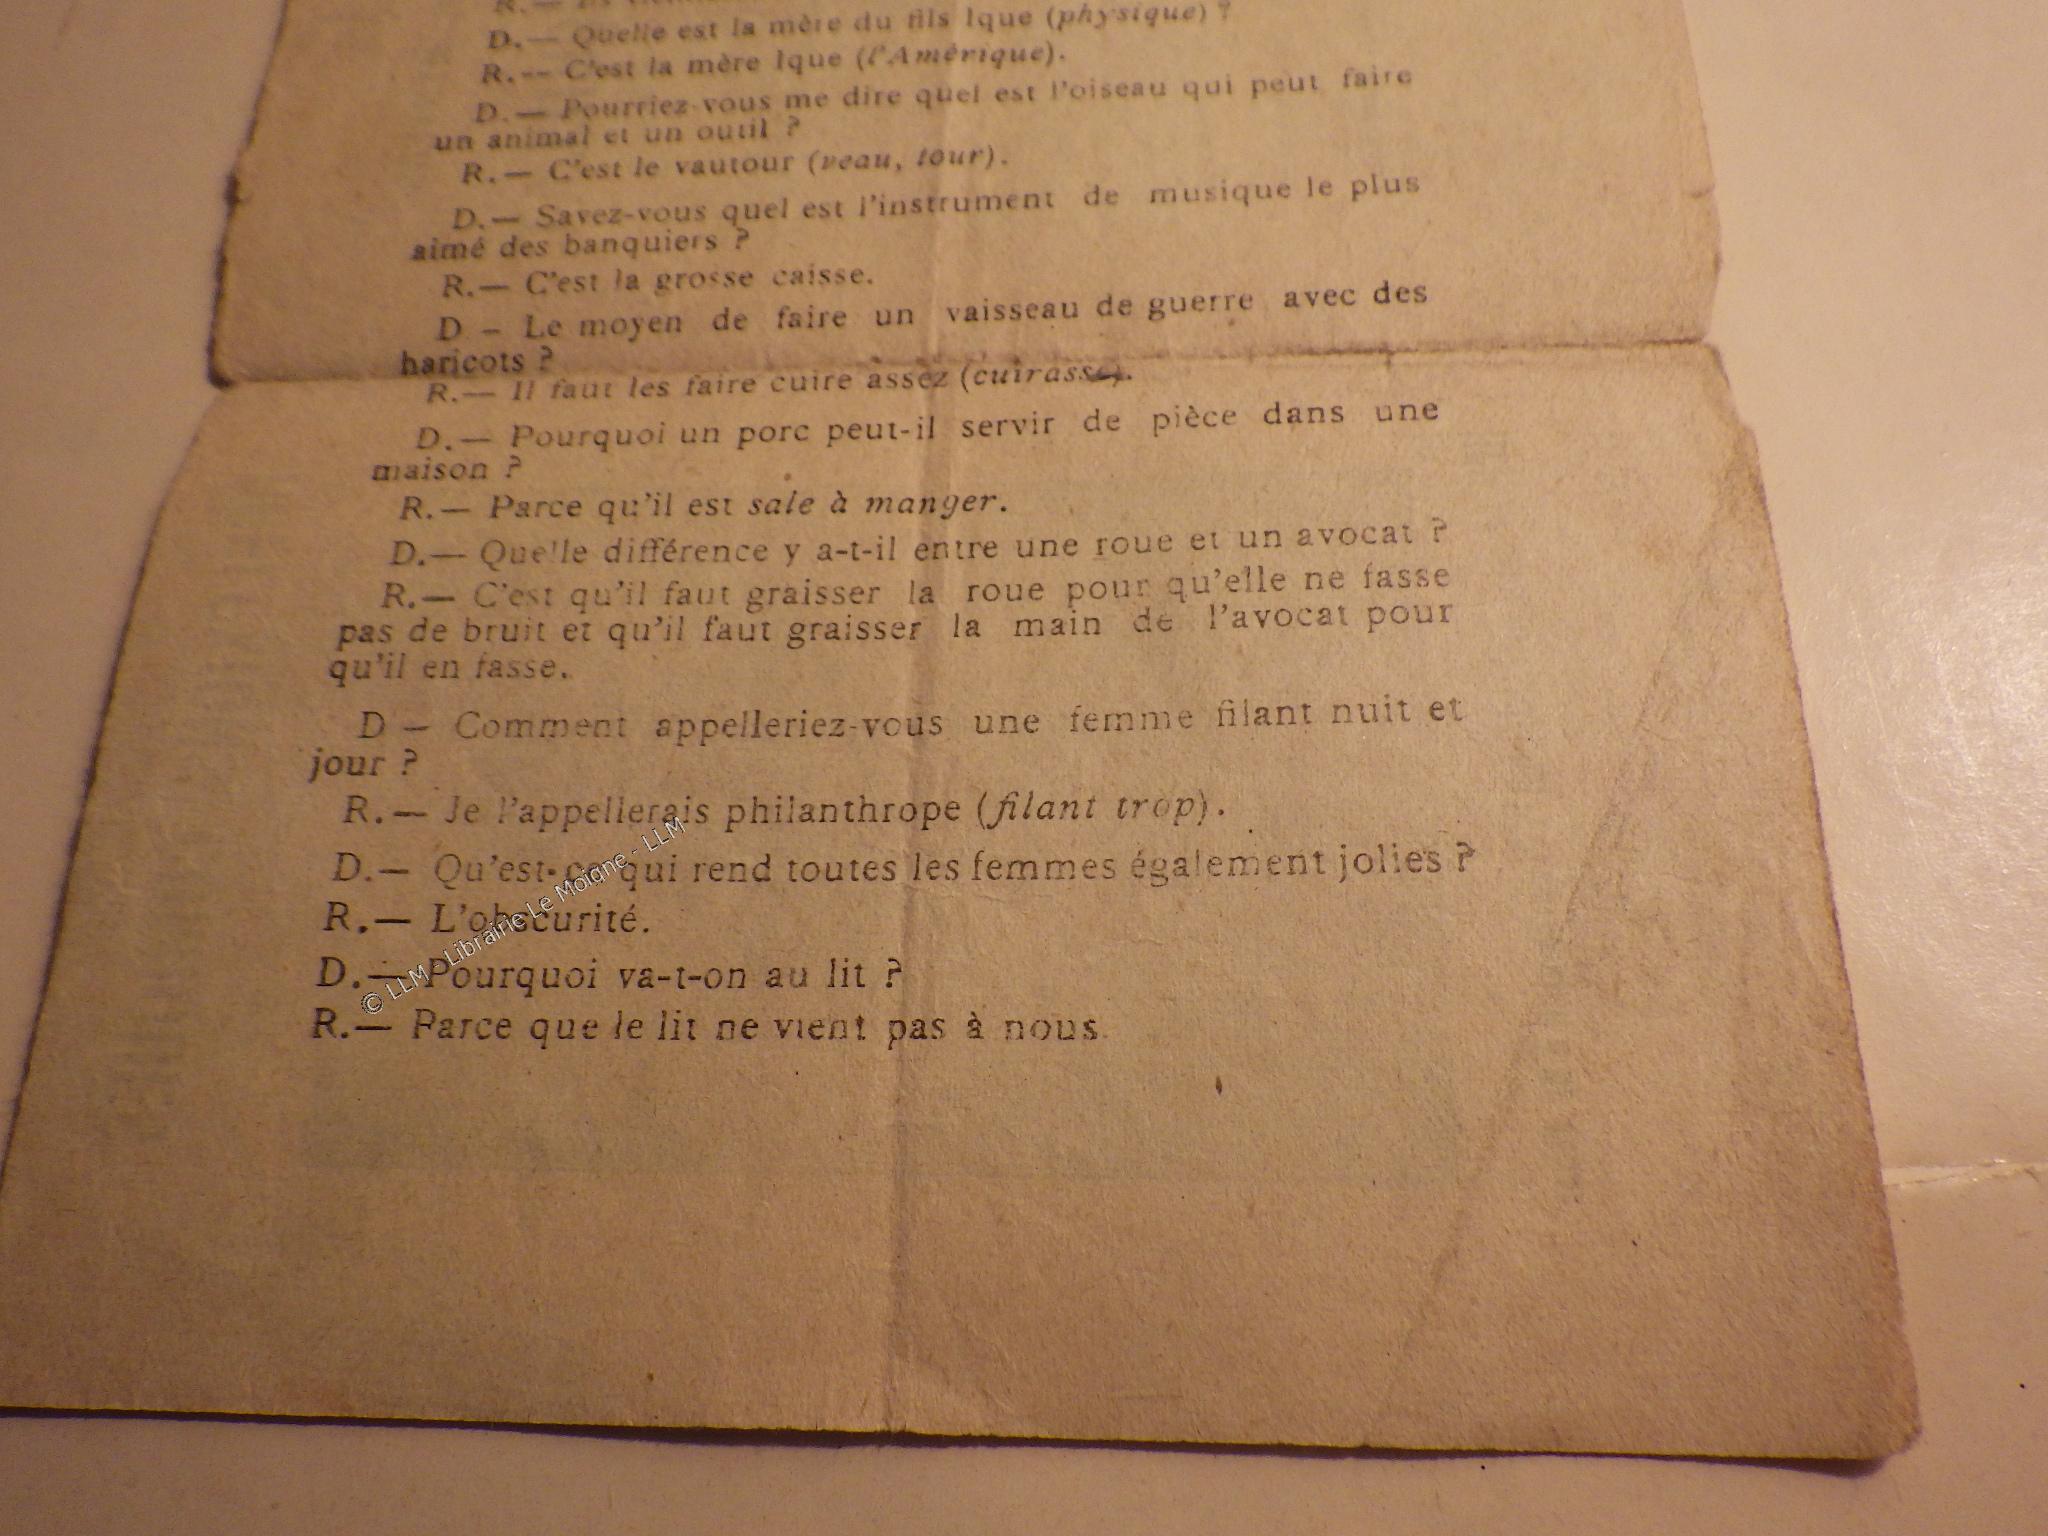 D.— Quelle est la mère du fils Ique (physique) ?
R.-- C'est la mère Ique (l'Amérique).
D.— Pourriez-vous me dire quel est l'oiseau qui peut faire
un animal et un outil ?
R.— C'est le vautour (veau, tour).
D.— Savez-vous quel est l'instrument de musique le plus
aimé des banquiers ?
R.— C'est la grosse caisse.
D – Le moyen de faire un vaisseau de guerre avec des
haricots ?
R.— Il faut les faire cuire assez (cuirassé).
D.— Pourquoi un porc peut-il servir de pièce dans une
maison ?
R.— Parce qu'il est sale à manger.
D.— Quelle différence y a-t-il entre une roue et un avocat ?
R.— C'est qu'il faut graisser la roue pour qu'elle ne fasse
pas de bruit et qu'il faut graisser la main de l'avocat pour
qu'il en fasse.
D — Comment appelleriez-vous une femme filant nuit et
jour ?
R.— Je l'appellerais philanthrope (filant trop).
D.— Qu'est-ce qui rend toutes les femmes également jolies ?
R.— L'obscurité.
D.— Pourquoi va-t-on au lit ?
R.— Parce que le lit ne vient pas à nous.
© LLM - Librairie Le Moigne - LLM